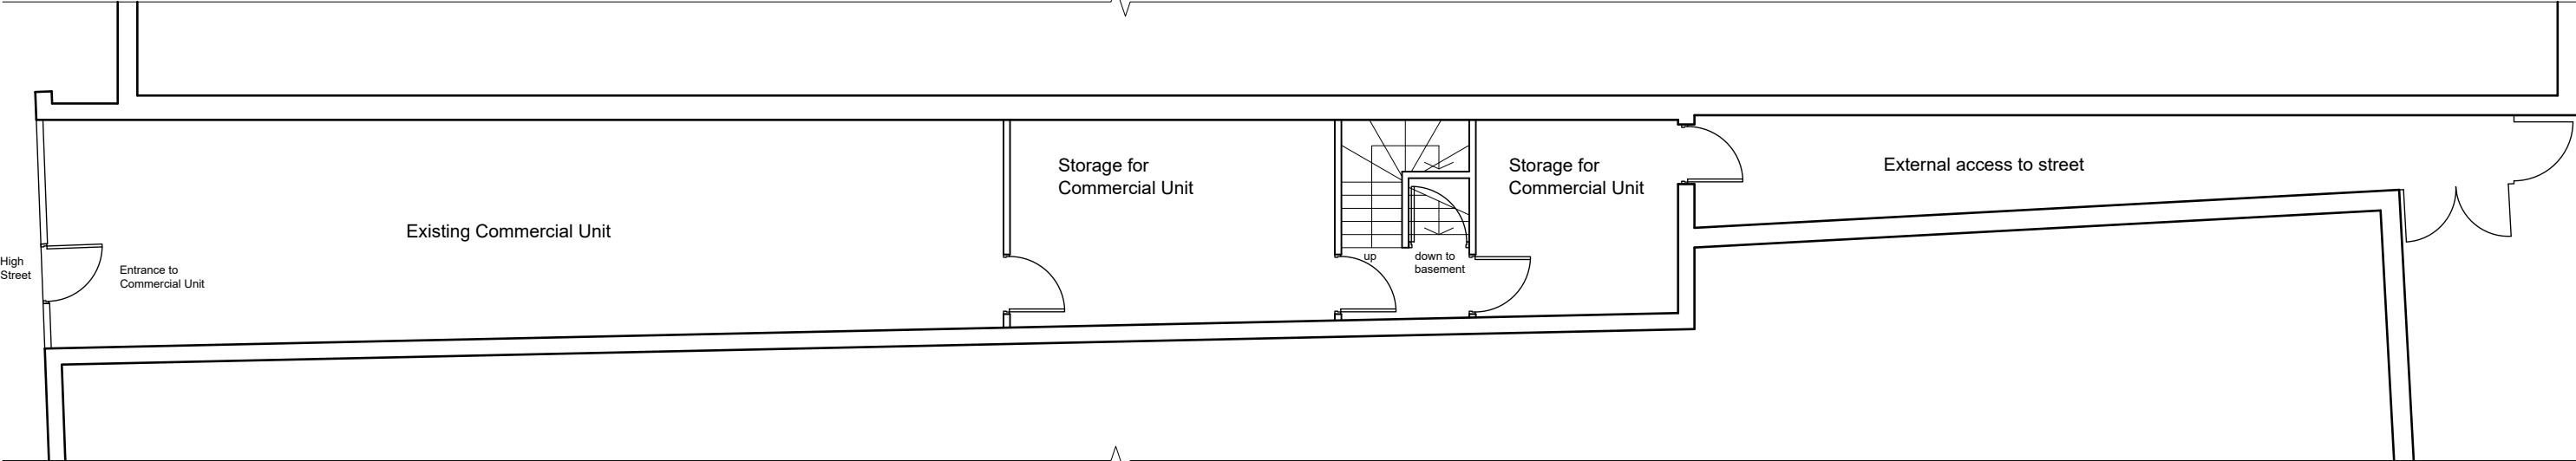 High
Street
Entrance to
Commercial Unit
Existing Commercial Unit
Storage for
Commercial Unit
up
down to
basement
Storage for
Commercial Unit
External access to street